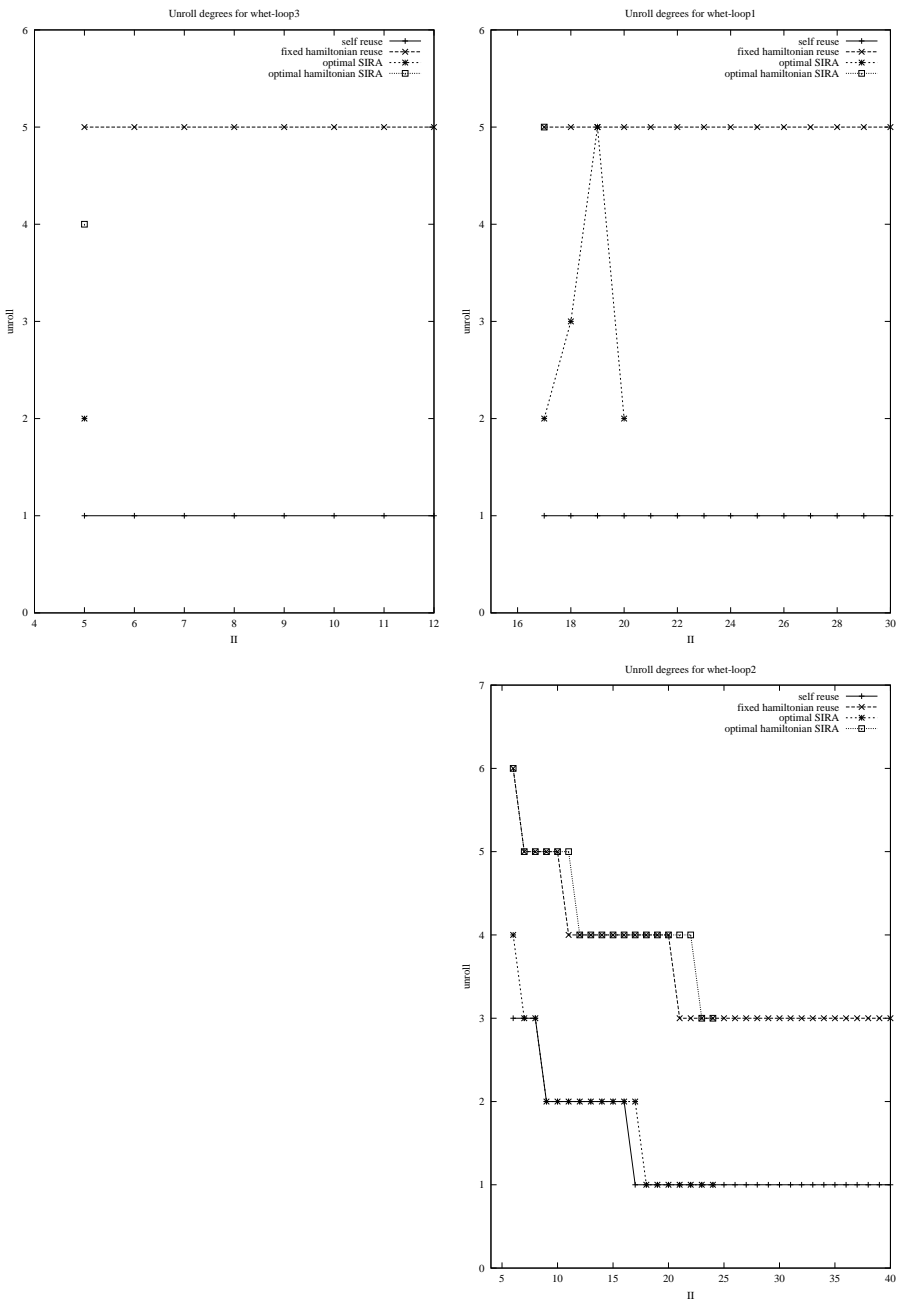 Unroll degrees for whet-loop3
6
5
4
3
2
1
0
unroll
self reuse
fixed hamiltonian reuse
optimal SIRA
optimal hamiltonian SIRA
4 5 6 7 8 9 10 11 12
II
Unroll degrees for whet-loop1
6
5
4
3
2
1
0
unroll
self reuse
fixed hamiltonian reuse
optimal SIRA
optimal hamiltonian SIRA
16 18 20 22 24 26 28 30
II
Unroll degrees for whet-loop2
7
6
5
4
3
2
1
0
unroll
self reuse
fixed hamiltonian reuse
optimal SIRA
optimal hamiltonian SIRA
5 10 15 20 25 30 35 40
II